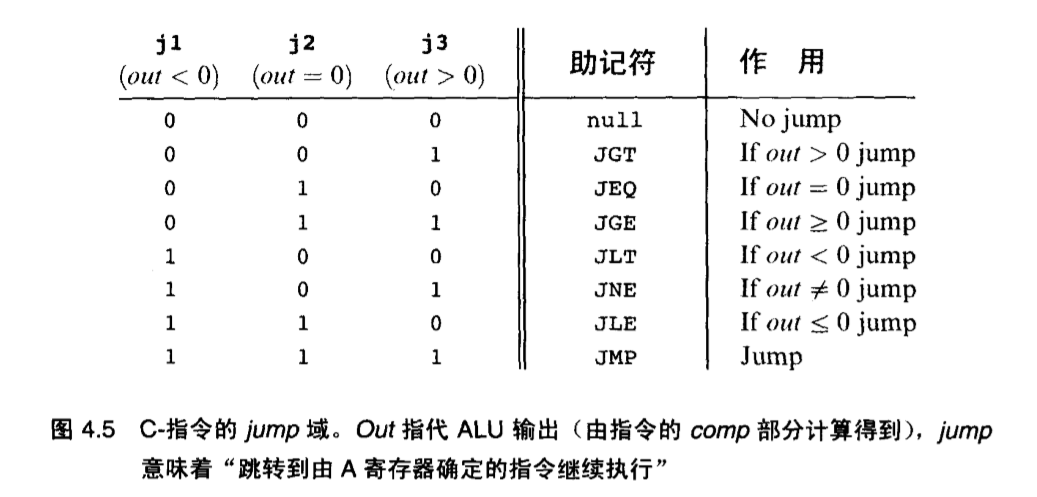 j1 j2 j3 助记符 作 用
(out < 0) (out = 0) (out > 0)
0 0 0 null No jump
0 0 1 JGT If out > 0 jump
0 1 0 JEQ If out = 0 jump
0 1 1 JGE If out ≥ 0 jump
1 0 0 JLT If out < 0 jump
1 0 1 JNE If out ≠ 0 jump
1 1 0 JLE If out ≤ 0 jump
1 1 1 JMP Jump
图 4.5 C-指令的 jump 域。Out 指代 ALU 输出（由指令的 comp 部分计算得到），jump
意味着“跳转到由 A 寄存器确定的指令继续执行”